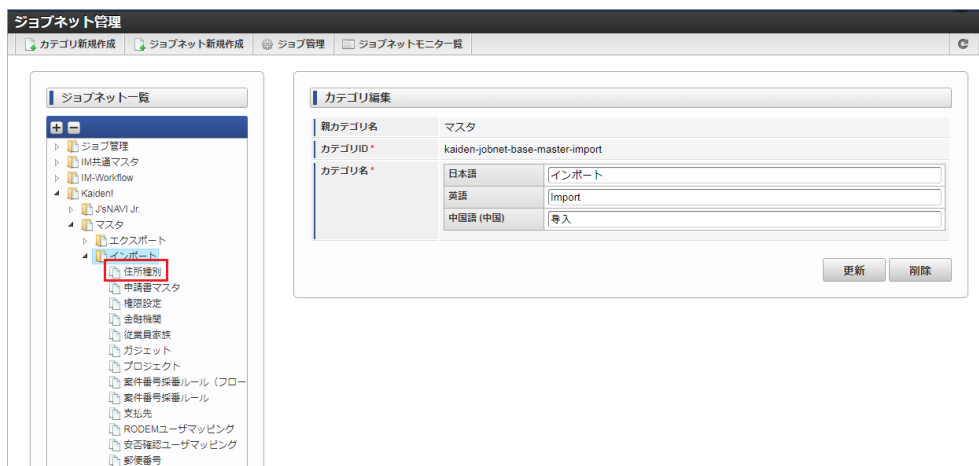 ジョブネット管理
カテゴリ新規作成 ジョブネット新規作成 ジョブ管理 ジョブネットモニター覧
ジョブネット一覧
ジョブ管理
IM共通マスタ
IM-Workflow
Kaiden!
J'sNAVI Jr.
マスタ
エクスポート
インポート
住所種別
申請書マスタ
権限設定
金融機関
従業員家族
ガジェット
プロジェクト
案件番号採番ルール（フロー
案件番号採番ルール
支払先
RODEMユーザマッピング
安否確認ユーザマッピング
郵便番号
カテゴリ編集
親カテゴリ名 マスタ
カテゴリID * kaiden-jobnet-base-master-import
カテゴリ名 *
日本語 インポート
英語 Import
中国語 (中国) 导入
更新 削除